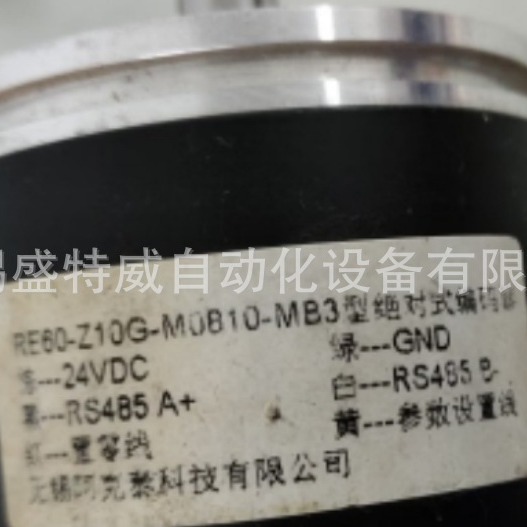 盛特威自动化设备有限
RE60-Z10G-M0B10-MB3型绝对式编码器
---24VDC
绿---GND
---RS485 A+
白---RS485 B-
红---置零线
黄---参数设置线
无锡阿克泰科技有限公司